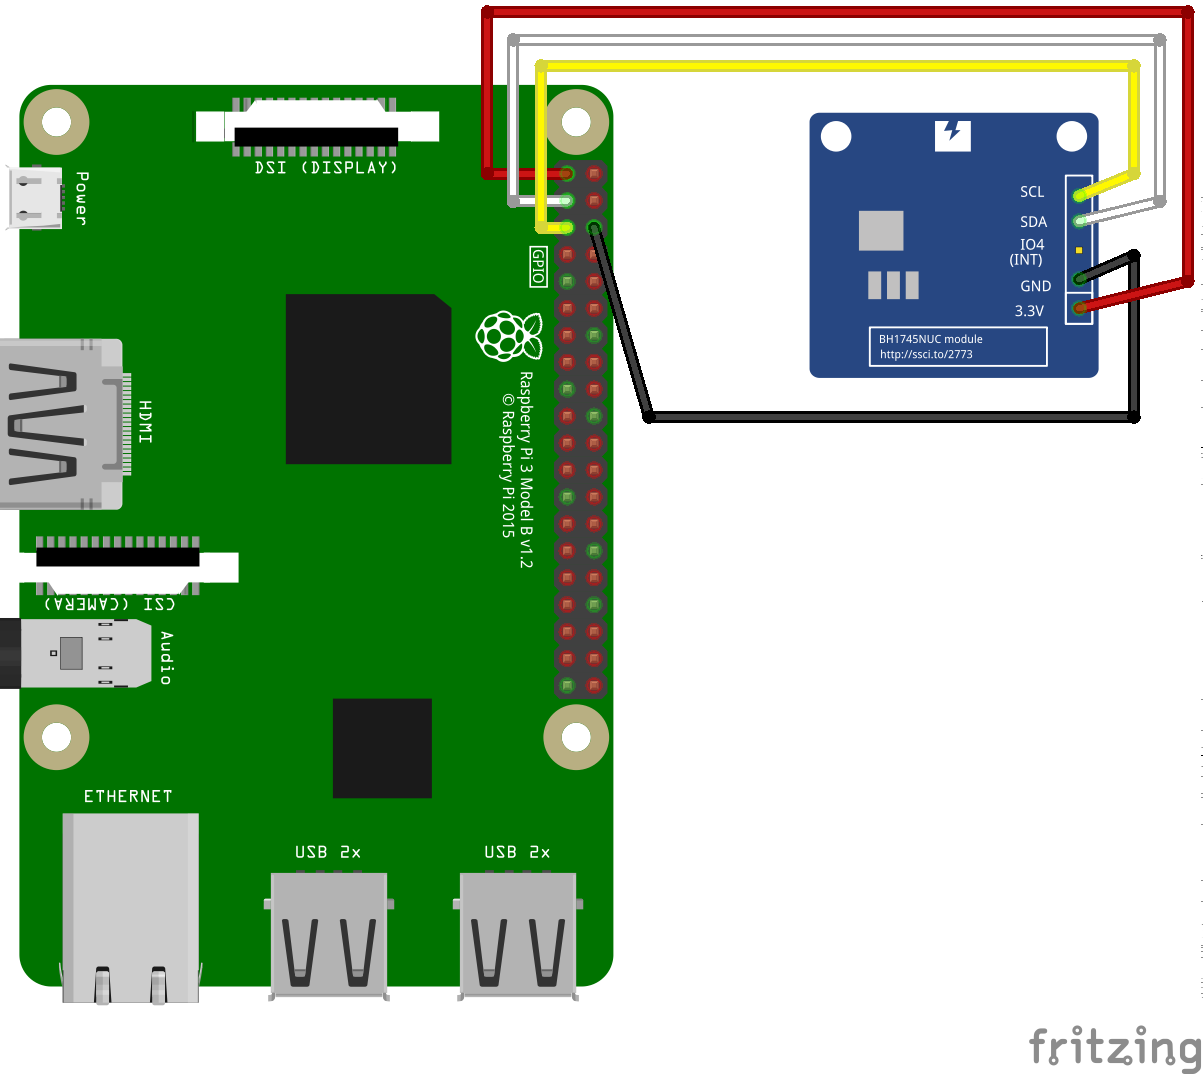 DSI (DISPLAY)
Power
SCL
SDA
IO4
(INT)
GND
3.3V
BH1745NUC module
http://ssci.to/2773
GPIO
HDMI
Raspberry Pi 3 Model B v1.2
© Raspberry Pi 2015
CSI (CAMERA)
Audio
ETHERNET
USB 2x
USB 2x
fritzing